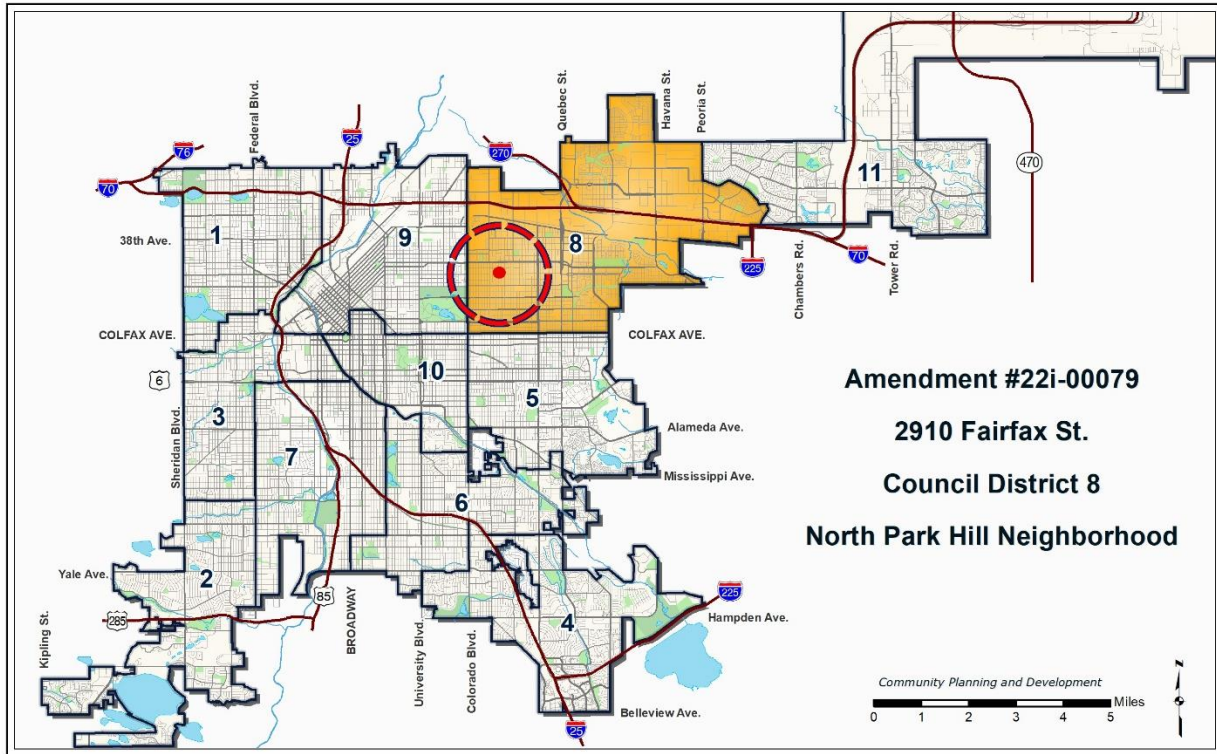 Federal Blvd.
Quebec St.
Havana St.
Peoria St.
25
76
270
70
470
11
1
9
8
38th Ave.
225
Chambers Rd.
70
Tower Rd.
COLFAX AVE.
COLFAX AVE.
6
10
5
3
Sheridan Blvd.
7
Alameda Ave.
Mississippi Ave.
6
Amendment #22i-00079
2910 Fairfax St.
Council District 8
North Park Hill Neighborhood
Yale Ave.
2
85
225
285
4
Hampden Ave.
Kipling St.
BROADWAY
University Blvd.
Colorado Blvd.
Belleview Ave.
25
N
Community Planning and Development
Miles
0 1 2 3 4 5